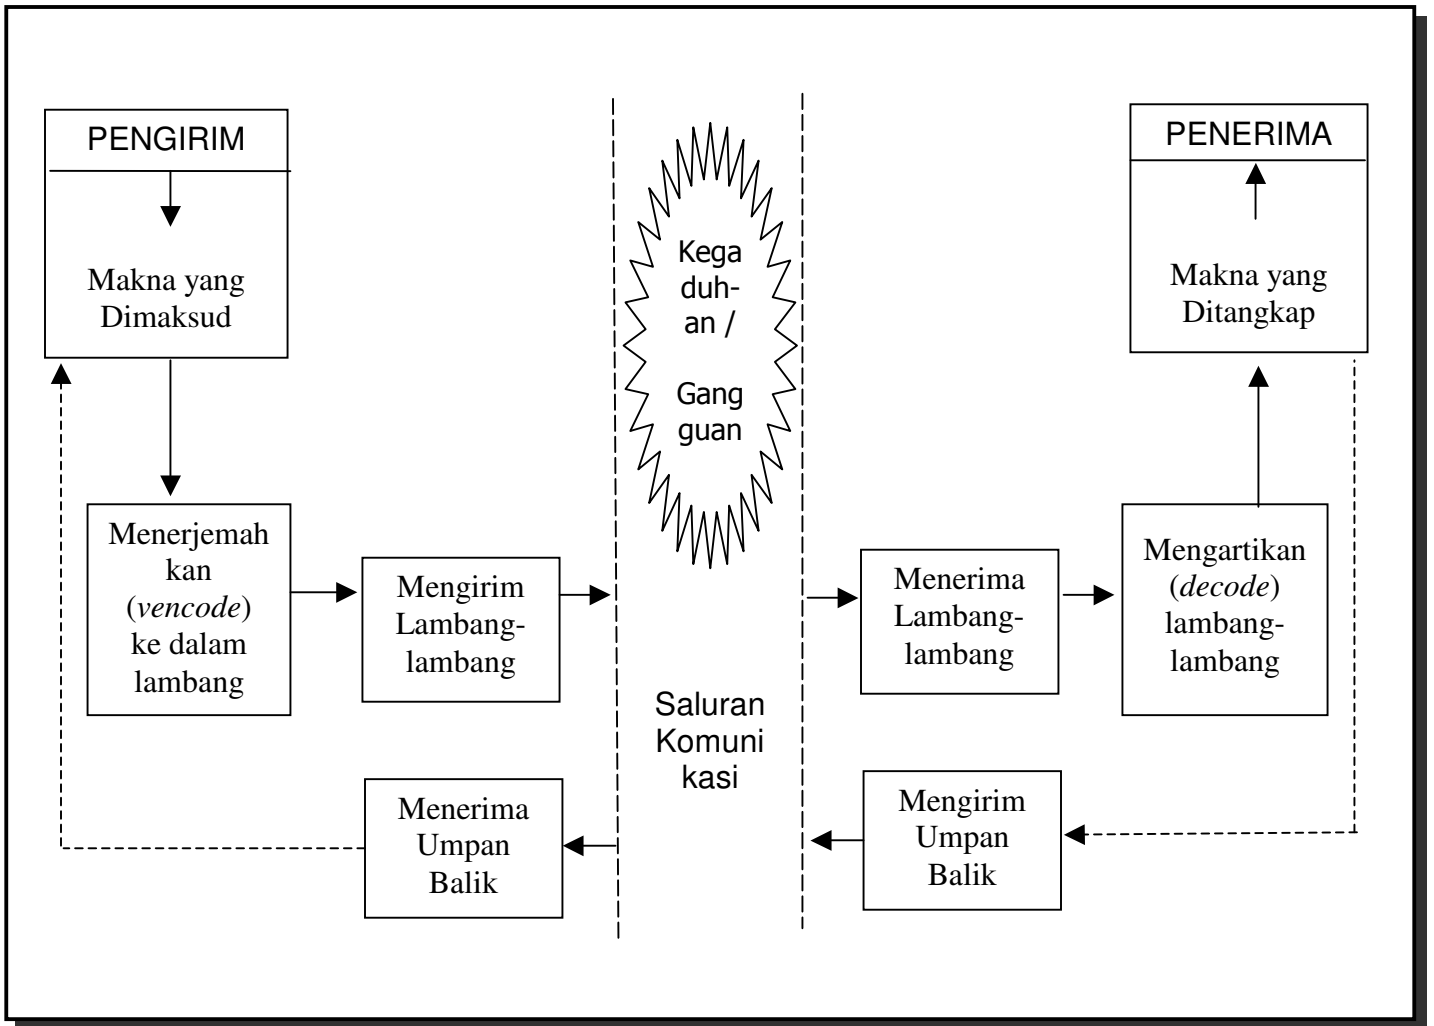 PENGIRIM
Makna yang
Dimaksud
Menerjemah
kan
(vencode)
ke dalam
lambang
Mengirim
Lambang-
lambang
Kega
duh-
an /
Gang
guan
Saluran
Komuni
kasi
Menerima
Lambang-
lambang
Mengartikan
(decode)
lambang-
lambang
PENERIMA
Makna yang
Ditangkap
Mengirim
Umpan
Balik
Menerima
Umpan
Balik